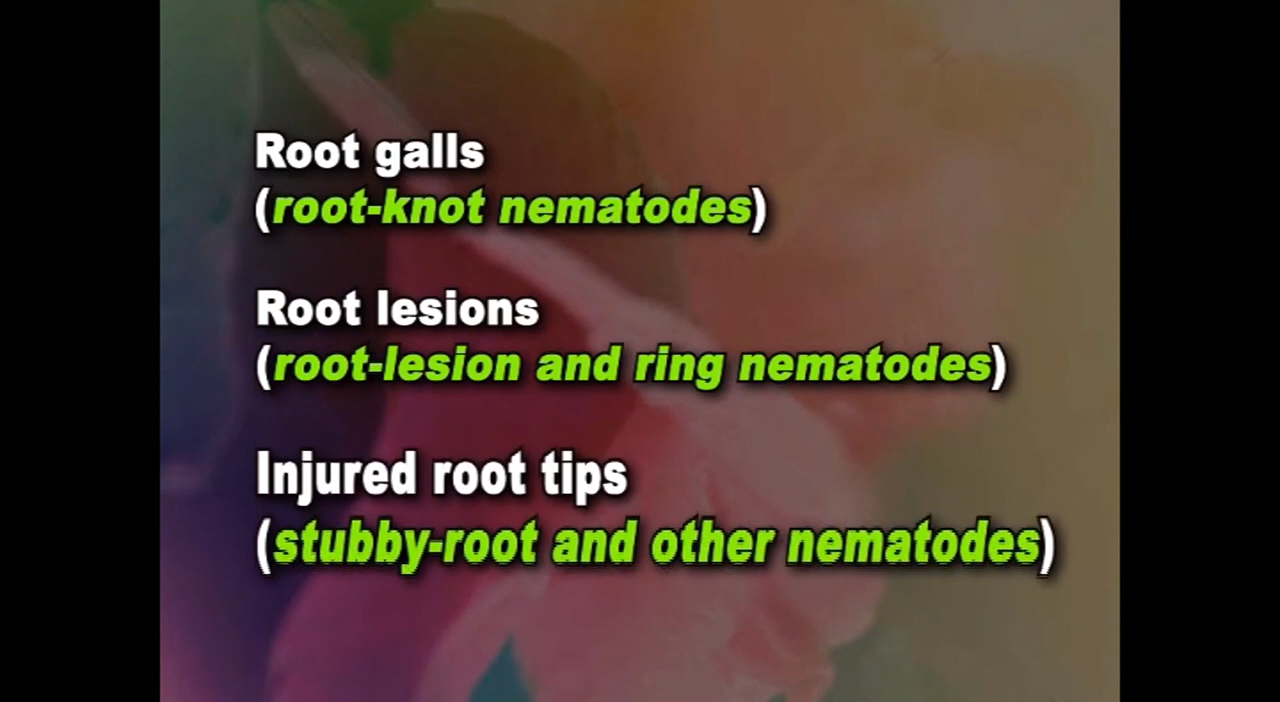 Root galls
(root-knot nematodes)
Root lesions
(root-lesion and ring nematodes)
Injured root tips
(stubby-root and other nematodes)